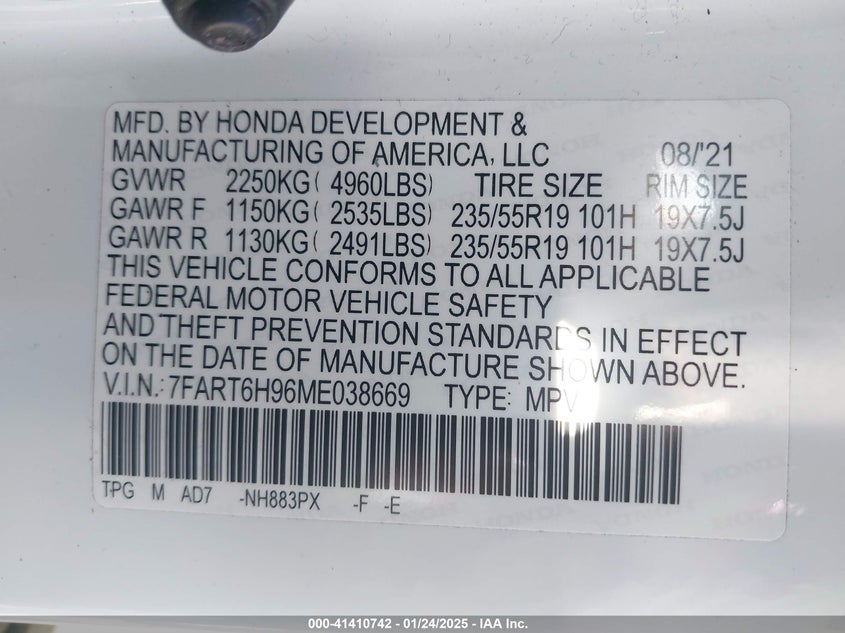 MFD. BY HONDA DEVELOPMENT &
MANUFACTURING OF AMERICA, LLC 08/'21
GVWR 2250KG( 4960LBS) TIRE SIZE RIM SIZE
GAWR F 1150KG( 2535LBS) 235/55R19 101H 19X7.5J
GAWR R 1130KG( 2491LBS) 235/55R19 101H 19X7.5J
THIS VEHICLE CONFORMS TO ALL APPLICABLE
FEDERAL MOTOR VEHICLE SAFETY
AND THEFT PREVENTION STANDARDS IN EFFECT
ON THE DATE OF MANUFACTURE SHOWN ABOVE.
V.I.N.: 7FART6H96ME038669 TYPE: MPV
TPG M AD7 -NH883PX -F -E
000-41410742 - 01/24/2025 - IAA Inc.